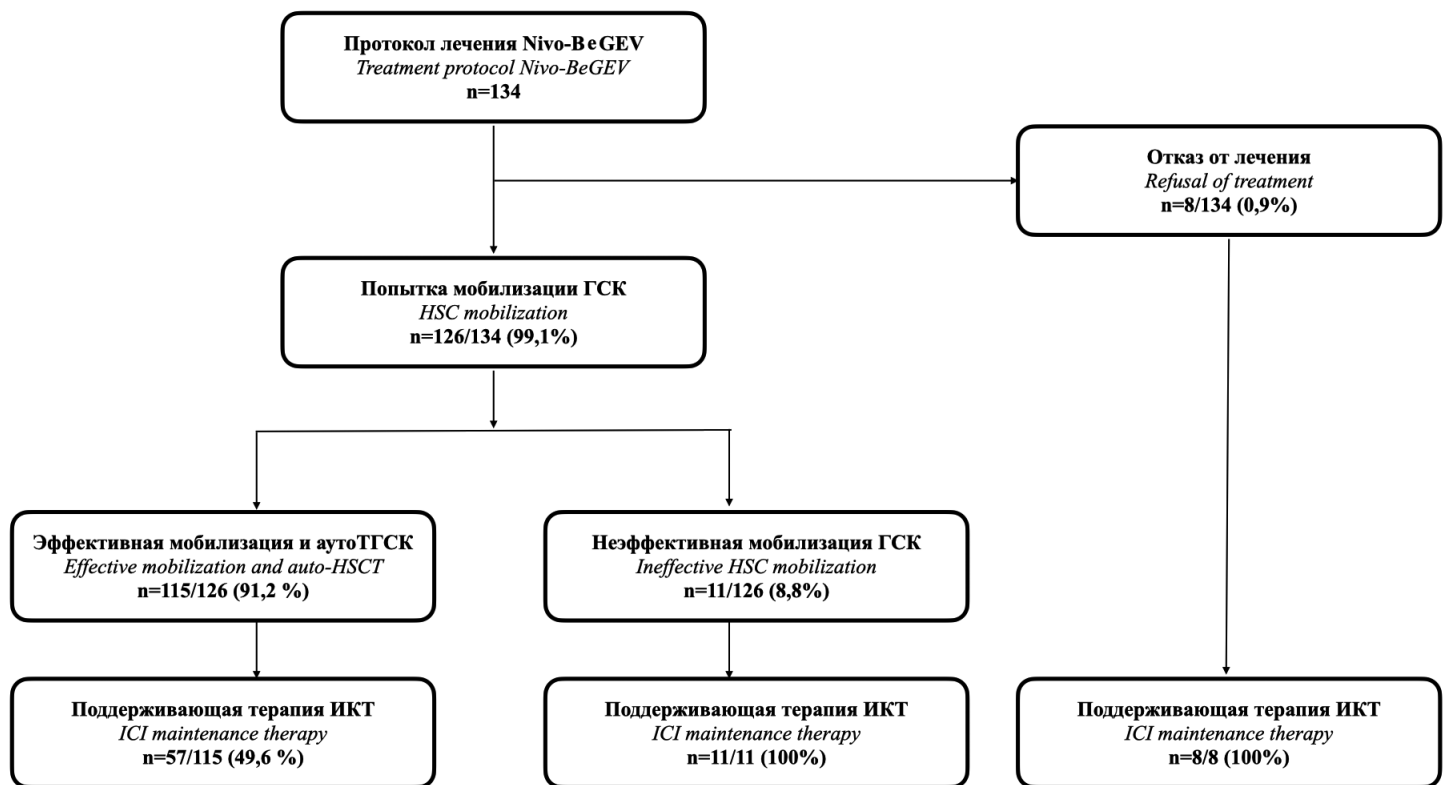 Протокол лечения Nivo-BeGEV
Treatment protocol Nivo-BeGEV
n=134
Отказ от лечения
Refusal of treatment
n=8/134 (0,9%)
Попытка мобилизации ГСК
HSC mobilization
n=126/134 (99,1%)
Эффективная мобилизация и аутоТГСК
Effective mobilization and auto-HSCT
n=115/126 (91,2 %)
Неэффективная мобилизация ГСК
Ineffective HSC mobilization
n=11/126 (8,8%)
Поддерживающая терапия ИКТ
ICI maintenance therapy
n=57/115 (49,6 %)
Поддерживающая терапия ИКТ
ICI maintenance therapy
n=11/11 (100%)
Поддерживающая терапия ИКТ
ICI maintenance therapy
n=8/8 (100%)